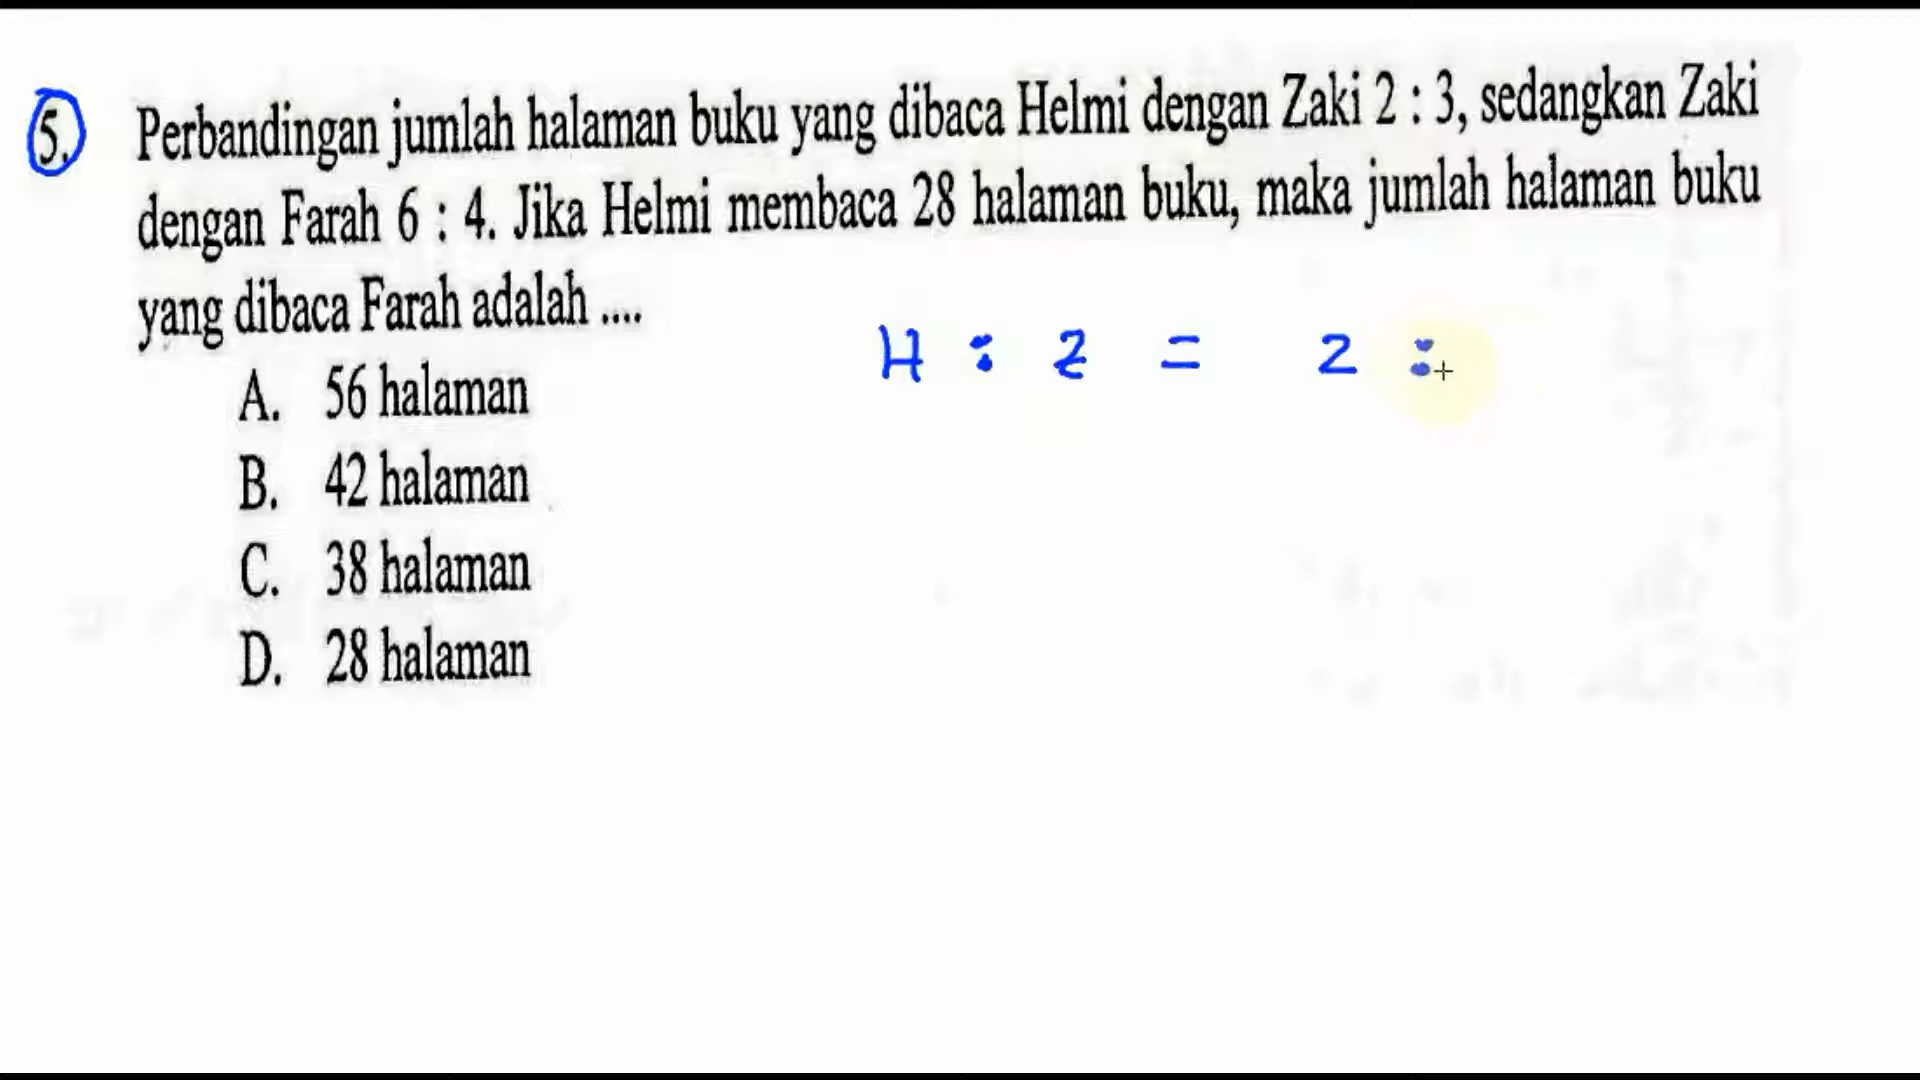 5. Perbandingan jumlah halaman buku yang dibaca Helmi dengan Zaki 2 : 3, sedangkan Zaki
dengan Farah 6 : 4. Jika Helmi membaca 28 halaman buku, maka jumlah halaman buku
yang dibaca Farah adalah ....
H : Z = 2 :
A. 56 halaman
B. 42 halaman
C. 38 halaman
D. 28 halaman